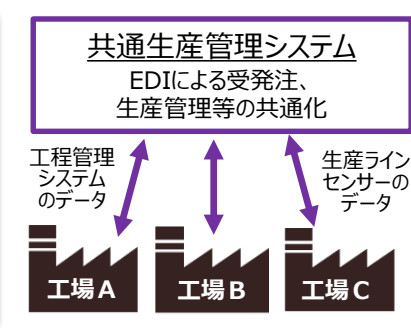 共通生産管理システム
EDIによる受発注、
生産管理等の共通化
工程管理
システム
のデータ
生産ライン
センサーの
データ
工場A
工場B
工場C